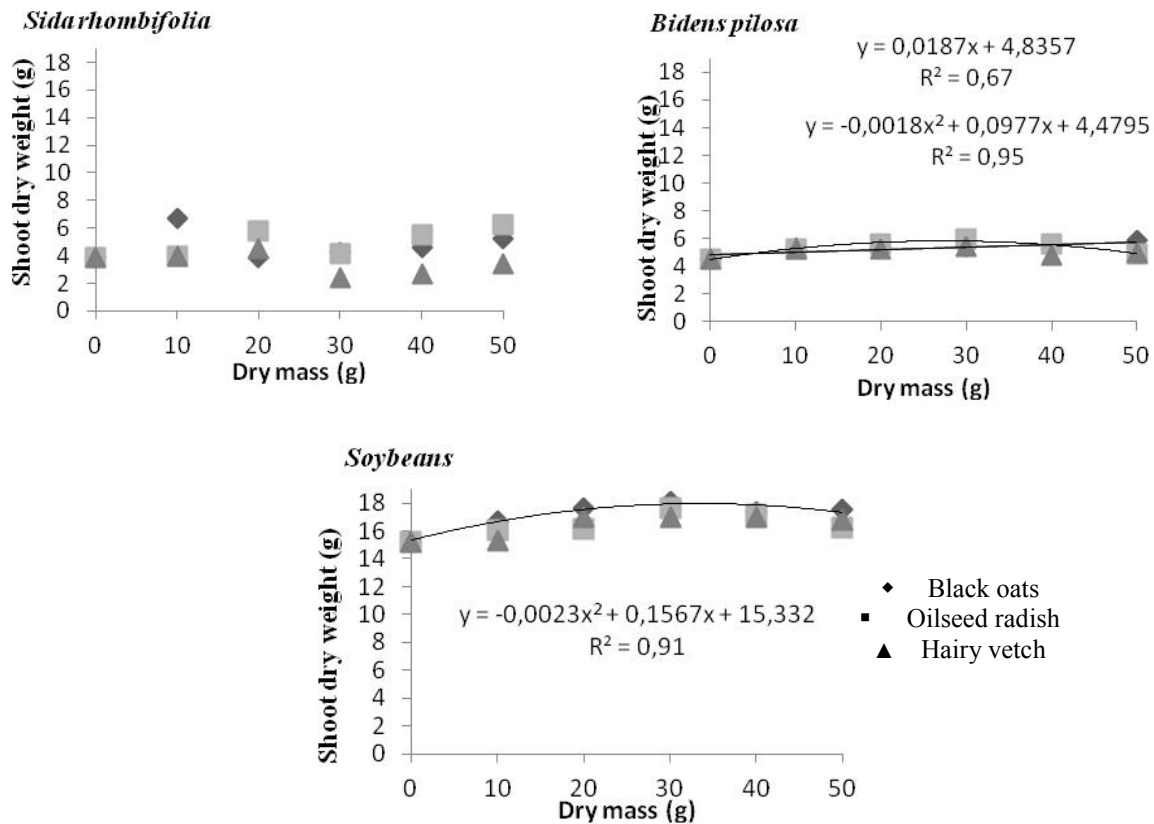 Sida rhombifolia
Shoot dry weight (g)
18
16
14
12
10
8
6
4
2
0
0 10 20 30 40 50
Dry mass (g)
Bidens pilosa
y = 0,0187x + 4,8357
R² = 0,67
y = -0,0018x² + 0,0977x + 4,4795
R² = 0,95
Shoot dry weight (g)
18
16
14
12
10
8
6
4
2
0
0 10 20 30 40 50
Dry mass (g)
Soybeans
Shoot dry weight (g)
18
16
14
12
10
8
6
4
2
0
y = -0,0023x² + 0,1567x + 15,332
R² = 0,91
0 10 20 30 40 50
Dry mass (g)
Black oats
Oilseed radish
Hairy vetch